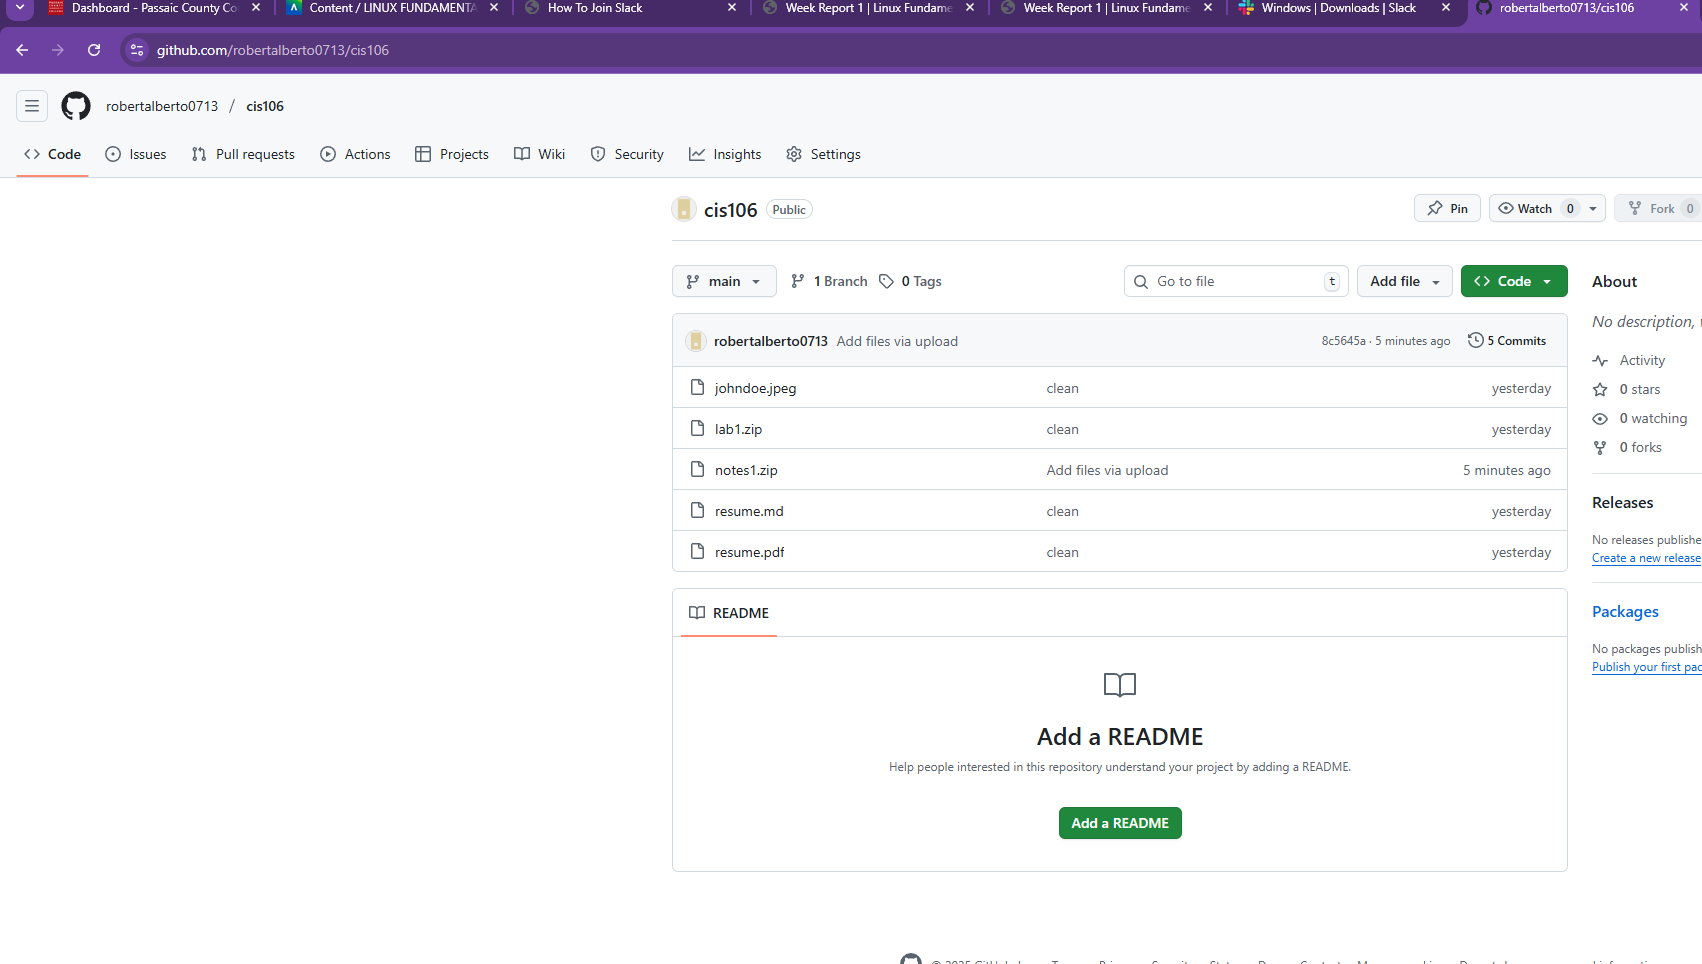 Dashboard - Passaic County Co
Content / LINUX FUNDAMENTA
How To Join Slack
Week Report 1 | Linux Fundame
Week Report 1 | Linux Fundame
Windows | Downloads | Slack
robertalberto0713/cis106
github.com/robertalberto0713/cis106
robertalberto0713 / cis106
Code Issues Pull requests Actions Projects Wiki Security Insights Settings
cis106 Public
Pin Watch 0 Fork 0
main 1 Branch 0 Tags Go to file t Add file Code
robertalberto0713 Add files via upload 8c5645a · 5 minutes ago 5 Commits
johndoe.jpeg clean yesterday
lab1.zip clean yesterday
notes1.zip Add files via upload 5 minutes ago
resume.md clean yesterday
resume.pdf clean yesterday
README
Add a README
Help people interested in this repository understand your project by adding a README.
Add a README
About
No description,
Activity
0 stars
0 watching
0 forks
Releases
No releases publishe
Create a new release
Packages
No packages publish
Publish your first pac